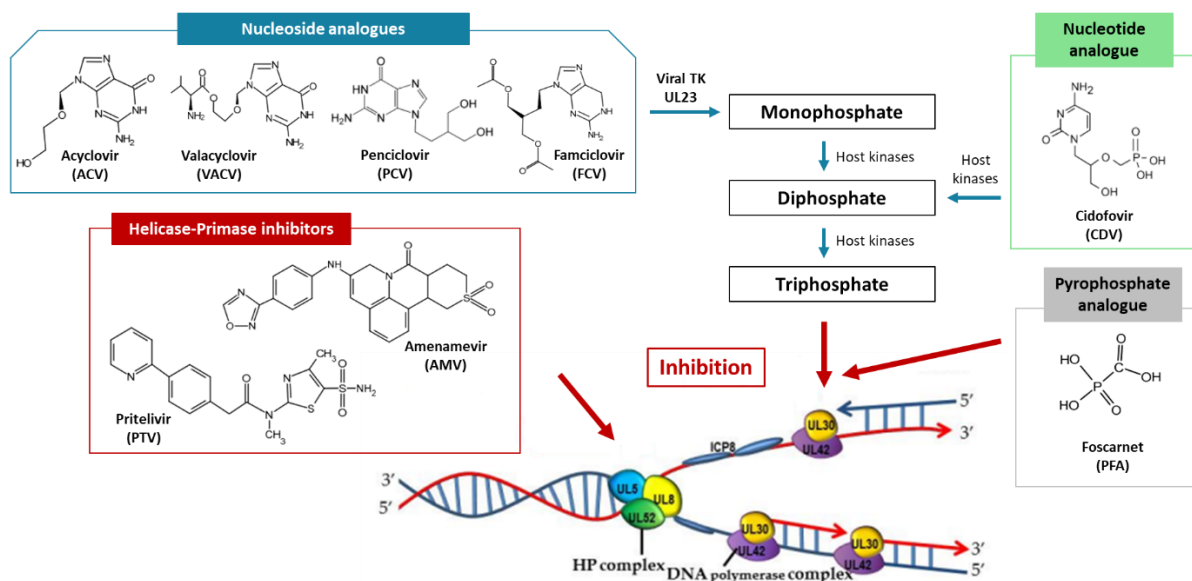 Nucleoside analogues
Acyclovir
(ACV)
Valacyclovir
(VACV)
Penciclovir
(PCV)
Famciclovir
(FCV)
Viral TK
UL23
Monophosphate
Host kinases
Diphosphate
Host kinases
Triphosphate
Nucleotide
analogue
Host
kinases
Cidofovir
(CDV)
Helicase-Primase inhibitors
Amenamevir
(AMV)
Pritelivir
(PTV)
Inhibition
Pyrophosphate
analogue
Foscarnet
(PFA)
3′
5′
UL5
UL8
UL52
HP complex
ICP8
UL30
UL42
5′
3′
UL30
UL42
UL30
UL42
3′
5′
DNA polymerase complex